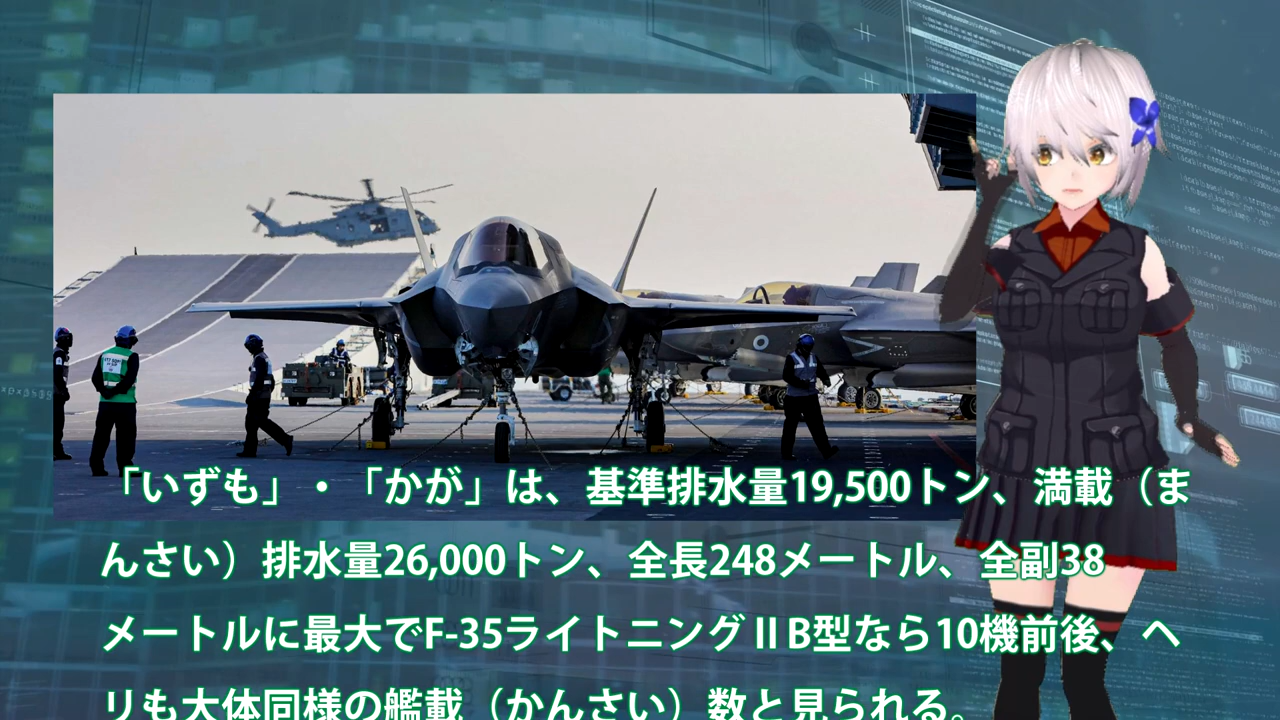 「いずも」・「かが」は、基準排水量19,500トン、満載（ま
んさい）排水量26,000トン、全長248メートル、全副38
メートルに最大でF-35ライトニングⅡB型なら10機前後、ヘ
リも大体同様の艦載（かんさい）数と見られる。